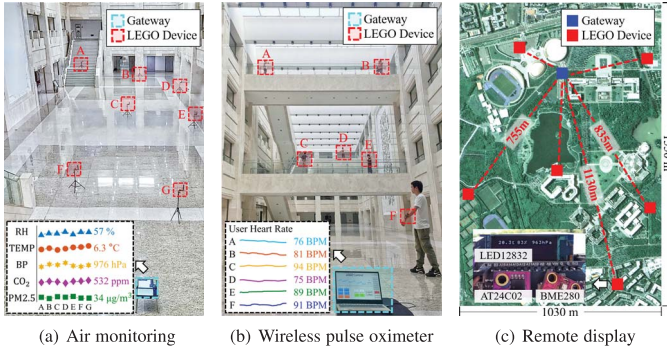 Gateway
LEGO Device
A
B
C
D
E
F
G
RH 57 %
TEMP 6.3 °C
BP 976 hPa
CO₂ 532 ppm
PM2.5 34 μg/m³
A B C D E F G
(a) Air monitoring
Gateway
LEGO Device
A
B
C
D
E
F
User Heart Rate
A 76 BPM
B 81 BPM
C 94 BPM
D 75 BPM
E 89 BPM
F 91 BPM
(b) Wireless pulse oximeter
Gateway
LEGO Device
755m
835m
1130m
LED12832
AT24C02
BME280
1030 m
(c) Remote display